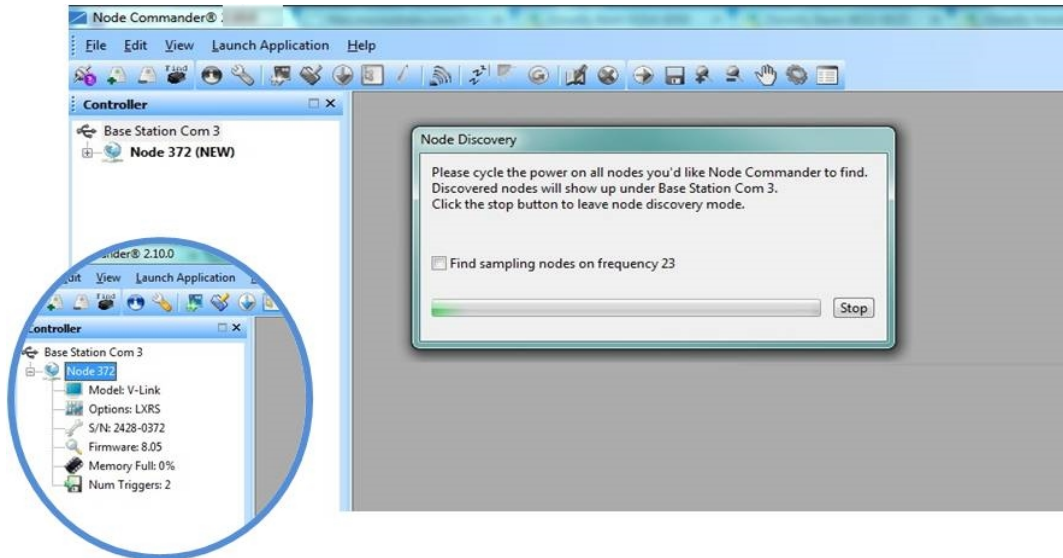 Node Commander®
File Edit View Launch Application Help
Find
Controller
Base Station Com 3
Node 372 (NEW)
Node Discovery
Please cycle the power on all nodes you'd like Node Commander to find.
Discovered nodes will show up under Base Station Com 3.
Click the stop button to leave node discovery mode.
Find sampling nodes on frequency 23
Stop
2.10.0
View Launch Application
Find
Controller
Base Station Com 3
Node 372
Model: V-Link
Options: LXRS
S/N: 2428-0372
Firmware: 8.05
Memory Full: 0%
Num Triggers: 2